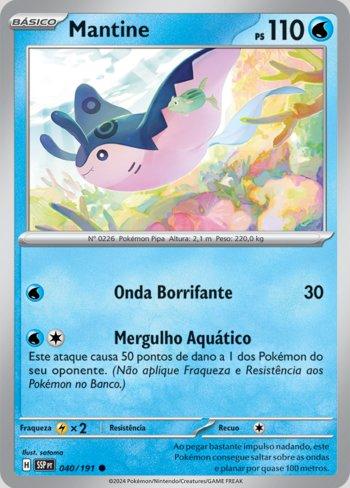 BÁSICO
Mantine
PS 110
Nº 0226 Pokémon Pipa Altura: 2,1 m Peso: 220,0 kg
Onda Borrifante 30
Mergulho Aquático
Este ataque causa 50 pontos de dano a 1 dos Pokémon do
seu oponente. (Não aplique Fraqueza e Resistência aos
Pokémon no Banco.)
Fraqueza ×2 Resistência Recuo
Ilust. satoma
H SSP PT 040/191
Ao pegar bastante impulso nadando, este
Pokémon consegue saltar sobre as ondas
e planar por quase 100 metros.
©2024 Pokémon/Nintendo/Creatures/GAME FREAK